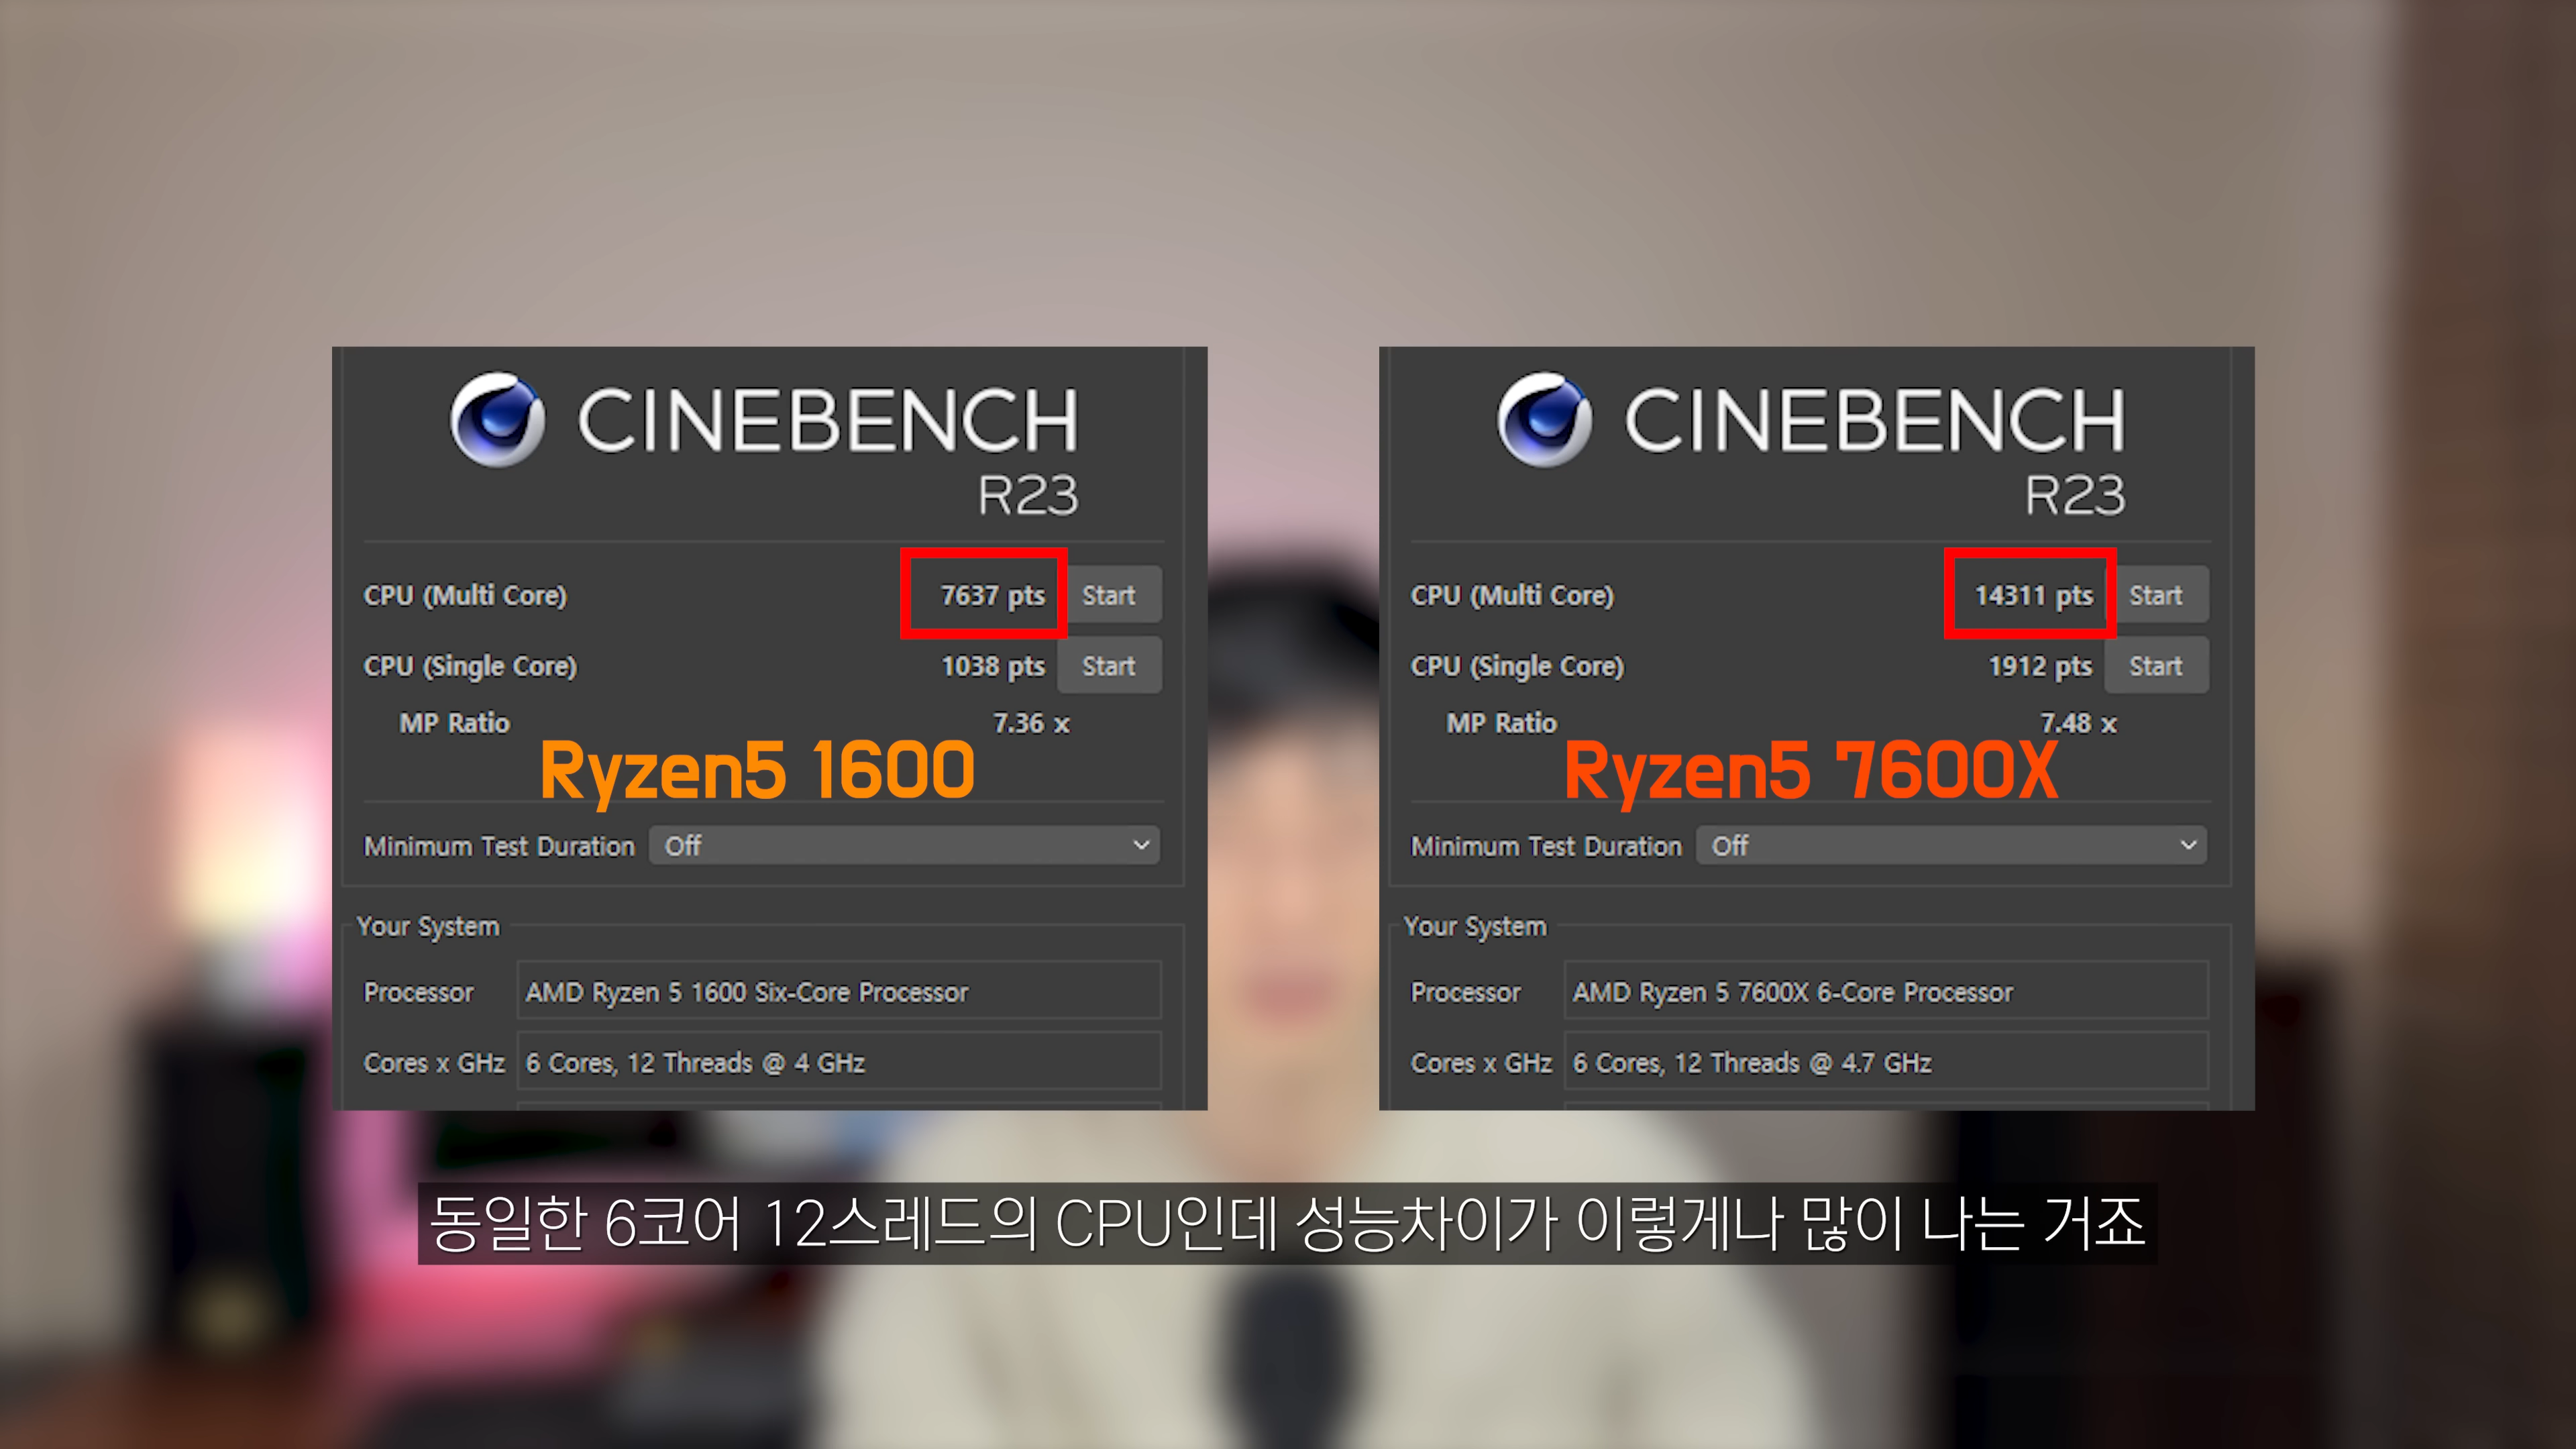 CINEBENCH
R23
CPU (Multi Core) 7637 pts Start
CPU (Single Core) 1038 pts Start
MP Ratio 7.36 x
Ryzen5 1600
Minimum Test Duration Off
Your System
Processor AMD Ryzen 5 1600 Six-Core Processor
Cores x GHz 6 Cores, 12 Threads @ 4 GHz
CINEBENCH
R23
CPU (Multi Core) 14311 pts Start
CPU (Single Core) 1912 pts Start
MP Ratio 7.48 x
Ryzen5 7600X
Minimum Test Duration Off
Your System
Processor AMD Ryzen 5 7600X 6-Core Processor
Cores x GHz 6 Cores, 12 Threads @ 4.7 GHz
동일한 6코어 12스레드의 CPU인데 성능차이가 이렇게나 많이 나는 거죠